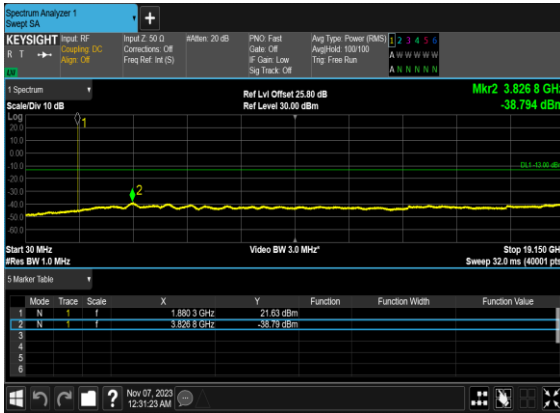 Spectrum Analyzer 1
Swept SA
+
KEYSIGHT Input: RF Input Z: 50 Ω #Atten: 20 dB PNO: Fast Avg Type: Power (RMS) 1 2 3 4 5 6
R T Coupling: DC Corrections: Off Gate: Off Avg|Hold: 100/100 A W W W W W
Align: Off Freq Ref: Int (S) IF Gain: Low Trig: Free Run
Sig Track: Off A N N N N N
1 Spectrum Ref Lvl Offset 25.80 dB Mkr2 3.826 8 GHz
Scale/Div 10 dB Ref Level 30.00 dBm -38.794 dBm
Log
20.0
10.0
0.00
-10.0 DL1 -13.00 dBm
-20.0
-30.0
-40.0
-50.0
-60.0
1
2
Start 30 MHz Video BW 3.0 MHz* Stop 19.150 GH
#Res BW 1.0 MHz Sweep 32.0 ms (40001 pts
5 Marker Table
Mode Trace Scale X Y Function Function Width Function Value
1 N 1 f 1.880 3 GHz 21.63 dBm
2 N 1 f 3.826 8 GHz -38.79 dBm
3
4
5
6
? Nov 07, 2023
12:31:23 AM